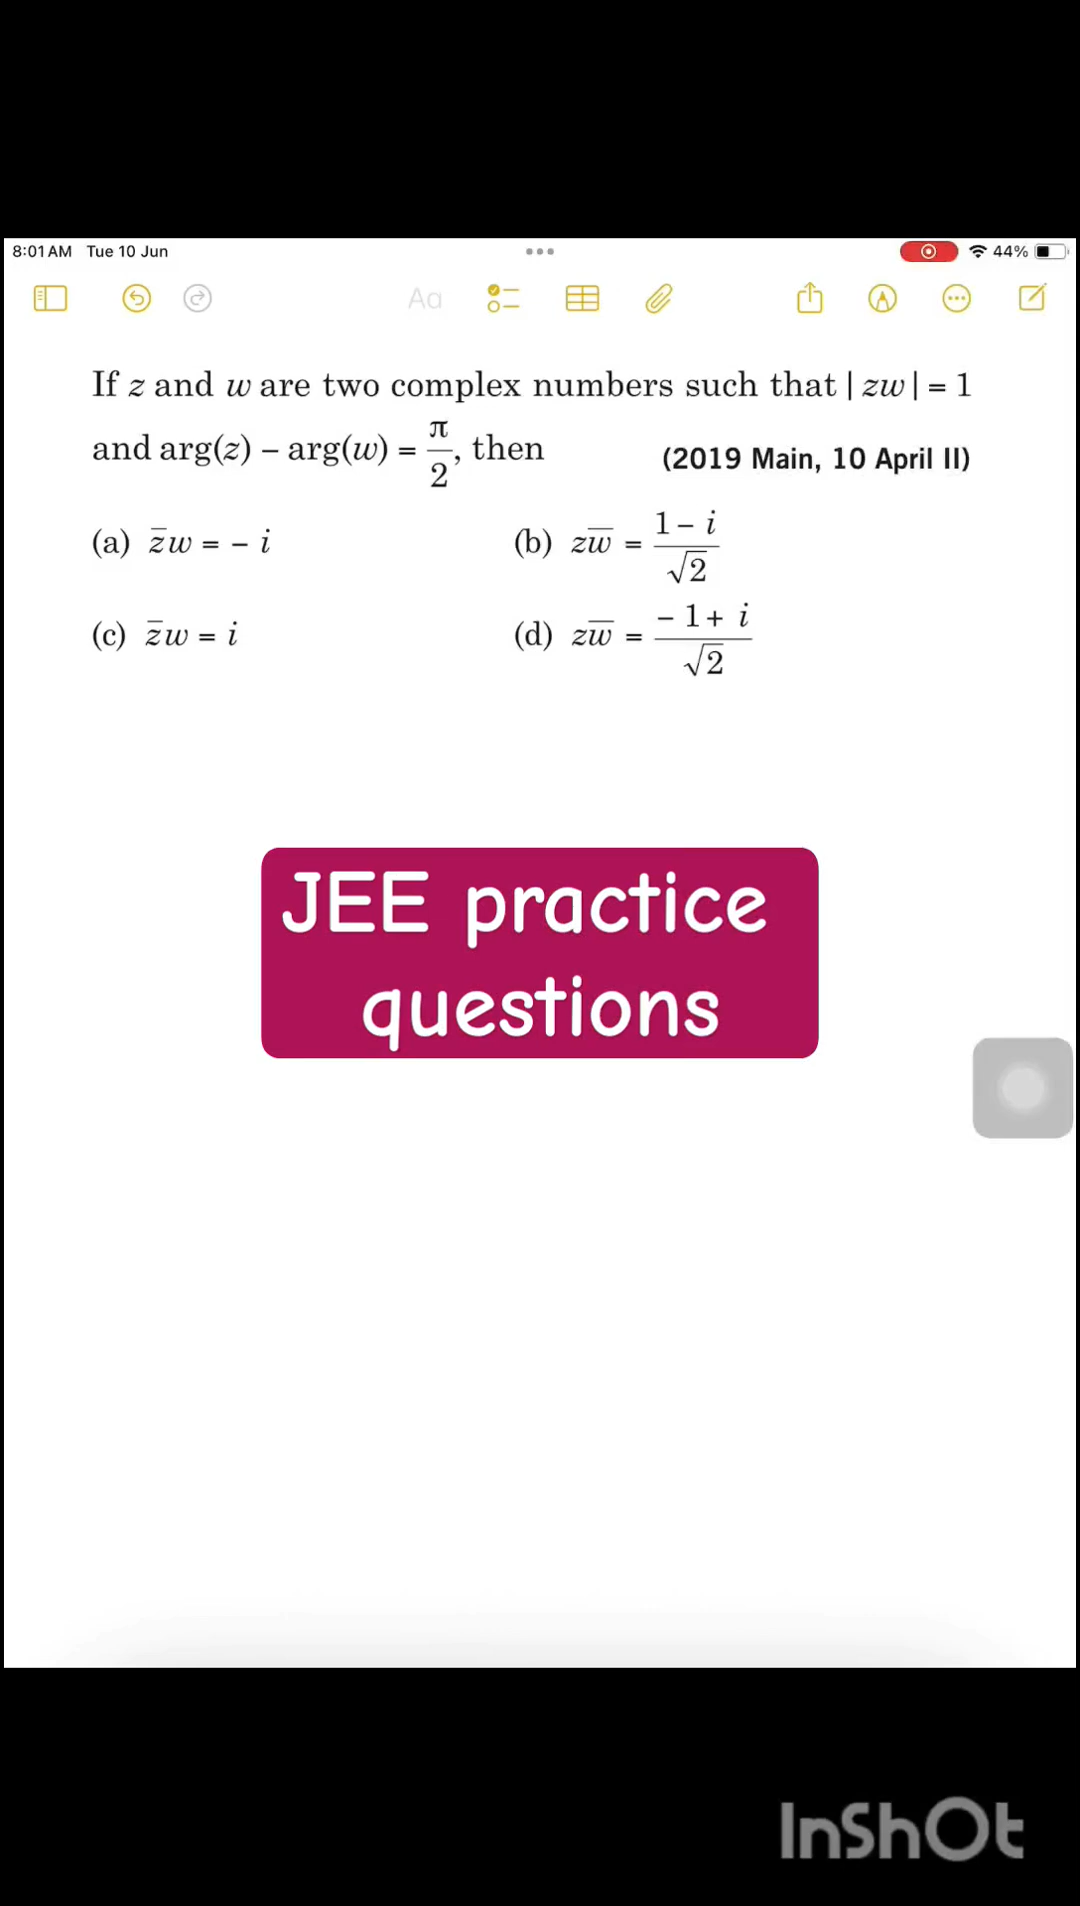 8:01 AM Tue 10 Jun
44%
Aa
If z and w are two complex numbers such that | zw | = 1
and arg(z) – arg(w) = π/2, then (2019 Main, 10 April II)
(a) z̅w = – i (b) zw̅ = (1 – i)/√2
(c) z̅w = i (d) zw̅ = (– 1 + i)/√2
JEE practice
questions
InShOt